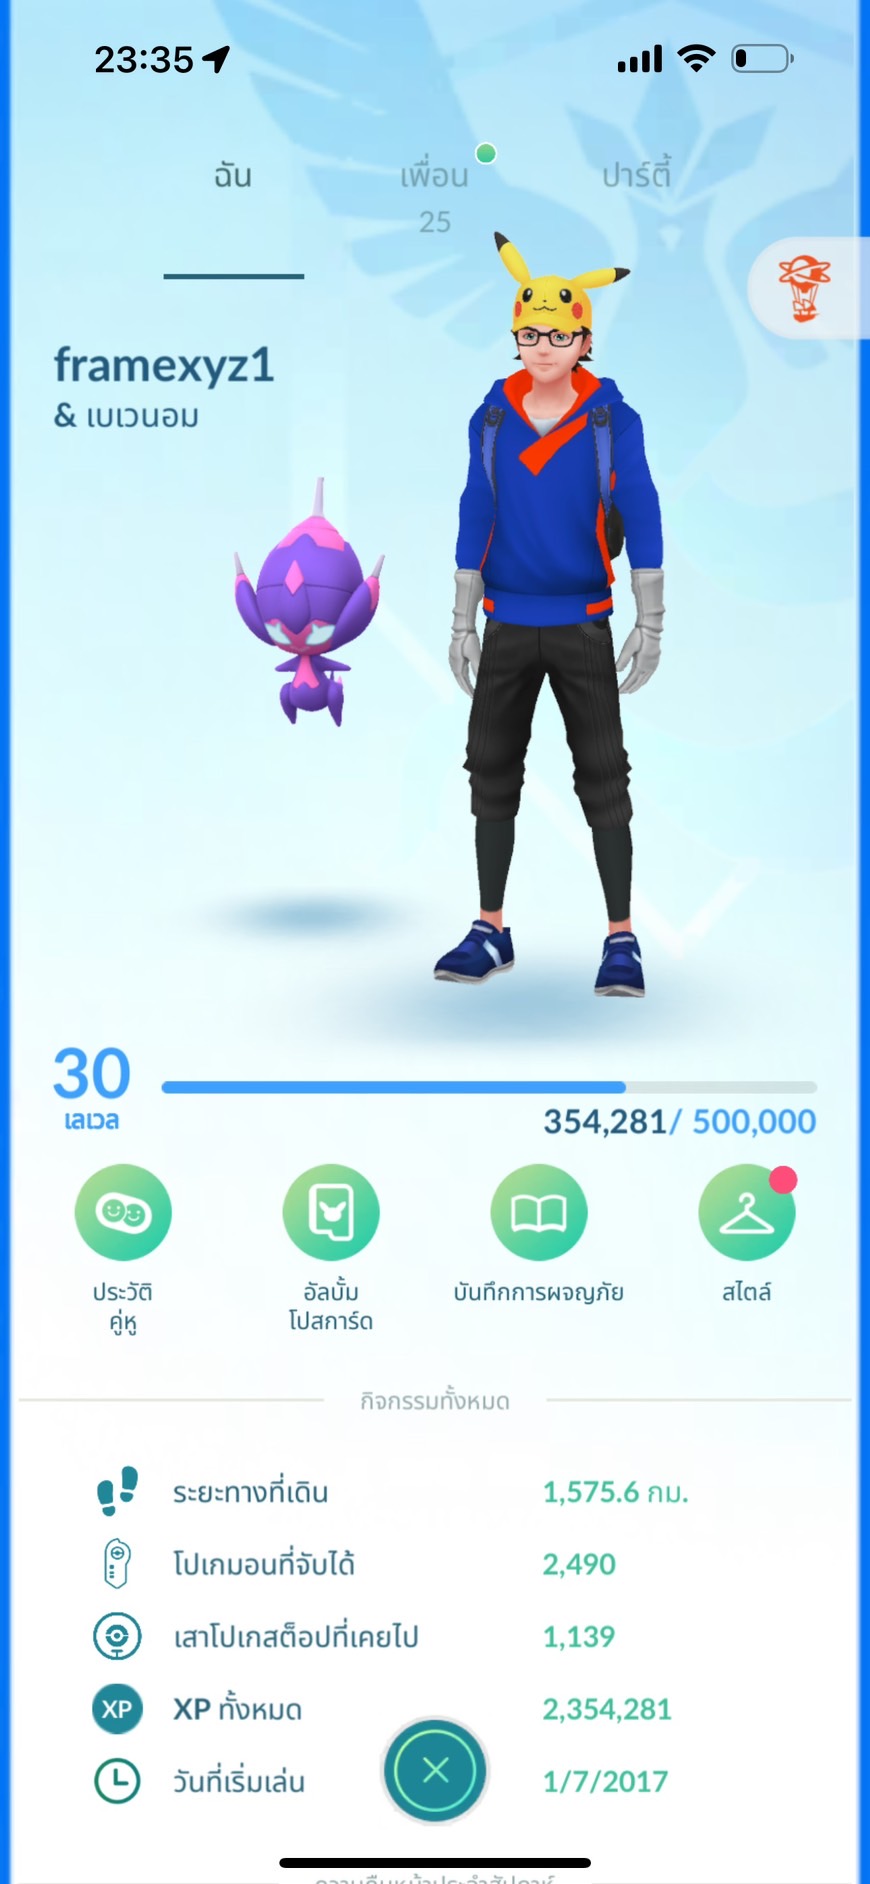 23:35
ฉัน
เพื่อน
ปาร์ตี้
25
framexyz1
& เบเวนอม
30
เลเวล
354,281/ 500,000
ประวัติ
คู่หู
อัลบั้ม
โปสการ์ด
บันทึกการผจญภัย
สไตล์
กิจกรรมทั้งหมด
ระยะทางที่เดิน 1,575.6 กม.
โปเกมอนที่จับได้ 2,490
เสาโปเกสต็อปที่เคยไป 1,139
XP XP ทั้งหมด 2,354,281
วันที่เริ่มเล่น 1/7/2017